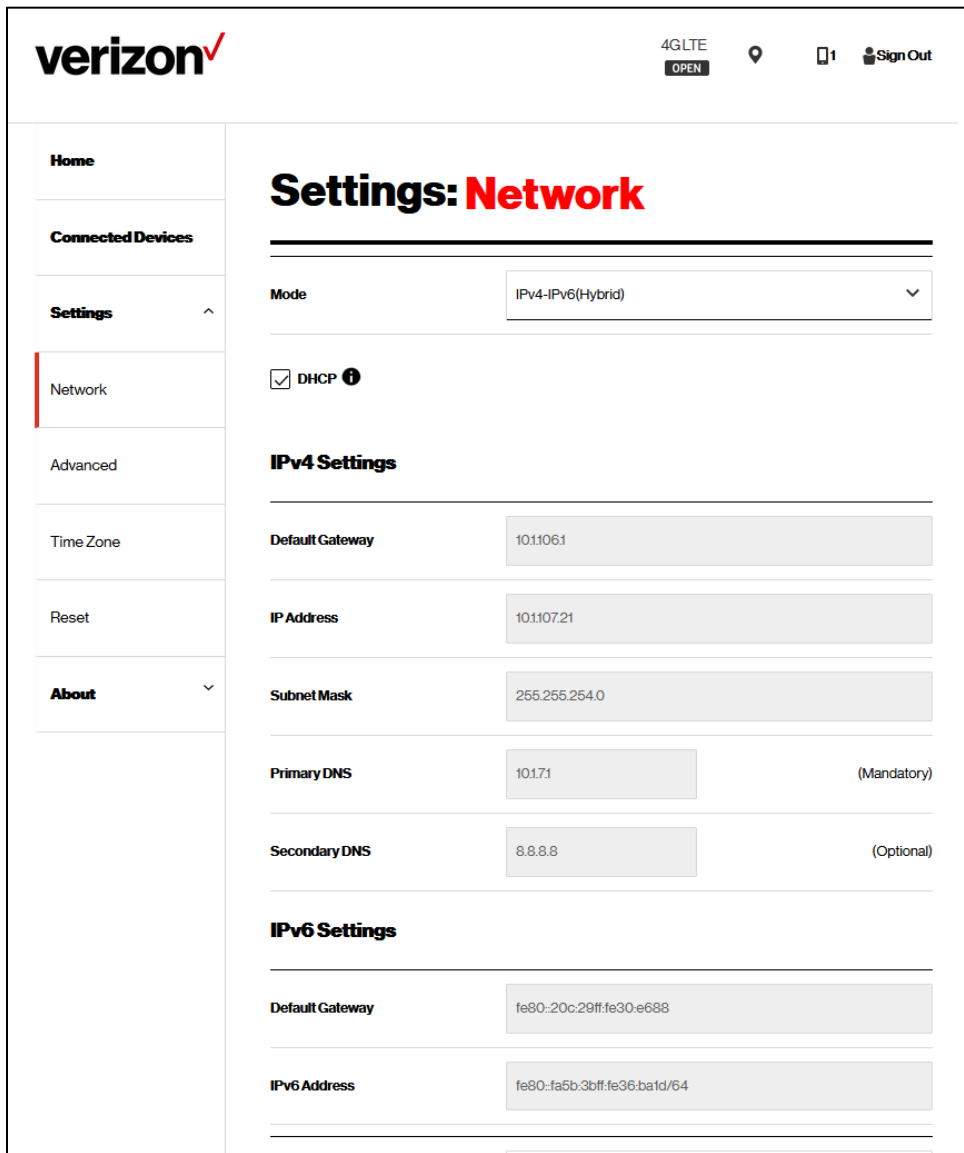 verizon
4G LTE
OPEN
1
Sign Out
Home
Connected Devices
Settings
Network
Advanced
Time Zone
Reset
About
Settings: Network
Mode IPv4-IPv6(Hybrid)
DHCP
IPv4 Settings
Default Gateway 10.1.106.1
IP Address 10.1.107.21
Subnet Mask 255.255.254.0
Primary DNS 10.1.7.1 (Mandatory)
Secondary DNS 8.8.8.8 (Optional)
IPv6 Settings
Default Gateway fe80::20c:29ff:fe30:e688
IPv6 Address fe80::fa5b:3bff:fe36:ba1d/64